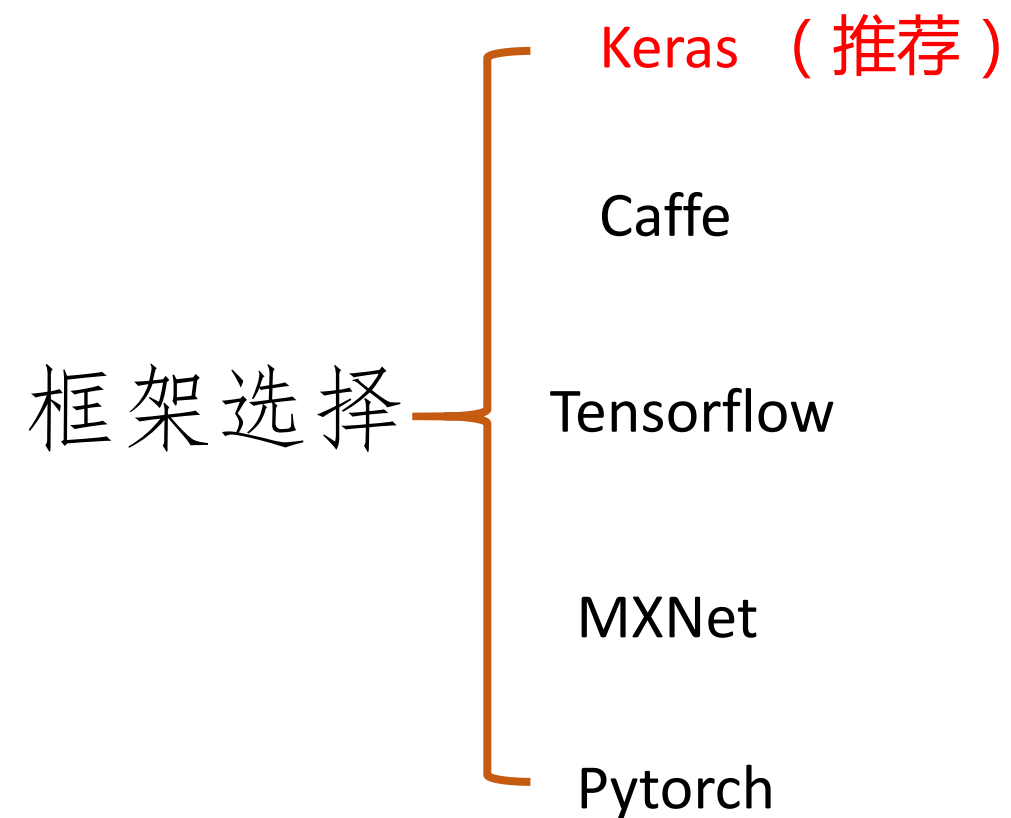 Keras （推荐）
Caffe
框架选择
Tensorflow
MXNet
Pytorch